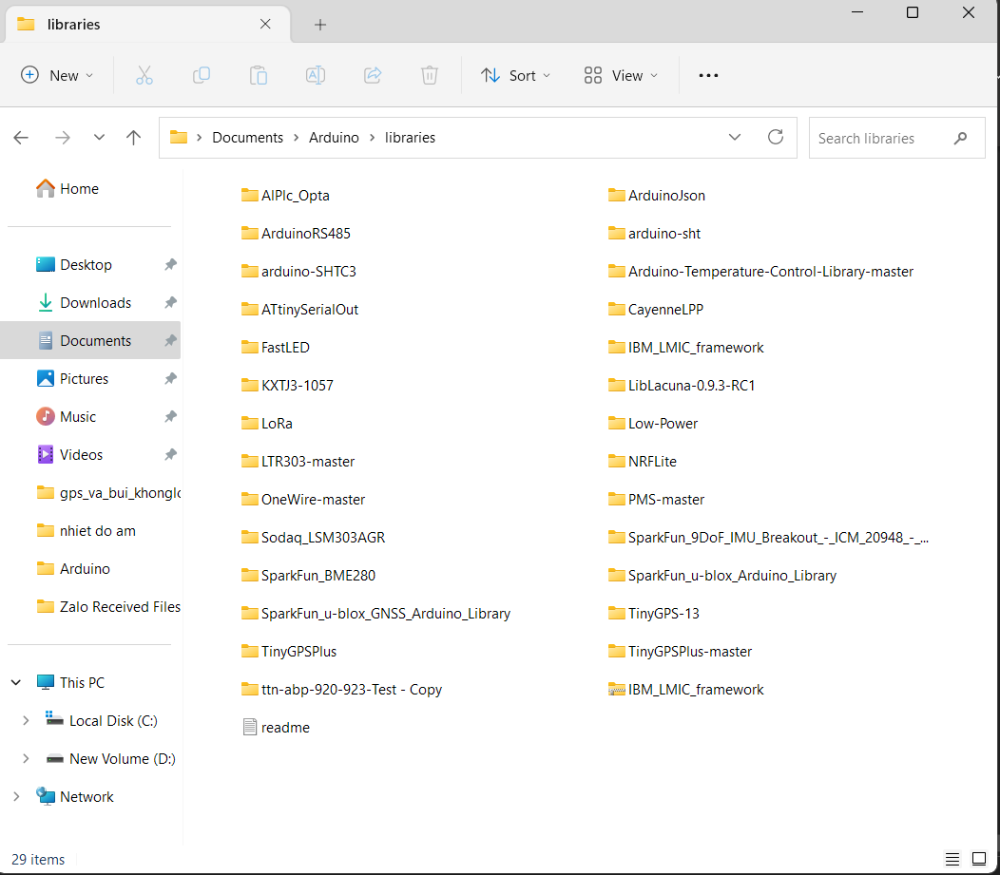 libraries
New
Sort
View
Documents > Arduino > libraries
Search libraries
Home
Desktop
Downloads
Documents
Pictures
Music
Videos
gps_va_bui_khonglo
nhiet do am
Arduino
Zalo Received Files
This PC
Local Disk (C:)
New Volume (D:)
Network
AIPlc_Opta ArduinoJson
ArduinoRS485 arduino-sht
arduino-SHTC3 Arduino-Temperature-Control-Library-master
ATtinySerialOut CayenneLPP
FastLED IBM_LMIC_framework
KXTJ3-1057 LibLacuna-0.9.3-RC1
LoRa Low-Power
LTR303-master NRFLite
OneWire-master PMS-master
Sodaq_LSM303AGR SparkFun_9DoF_IMU_Breakout_-_ICM_20948_-_...
SparkFun_BME280 SparkFun_u-blox_Arduino_Library
SparkFun_u-blox_GNSS_Arduino_Library TinyGPS-13
TinyGPSPlus TinyGPSPlus-master
ttn-abp-920-923-Test - Copy IBM_LMIC_framework
readme
29 items